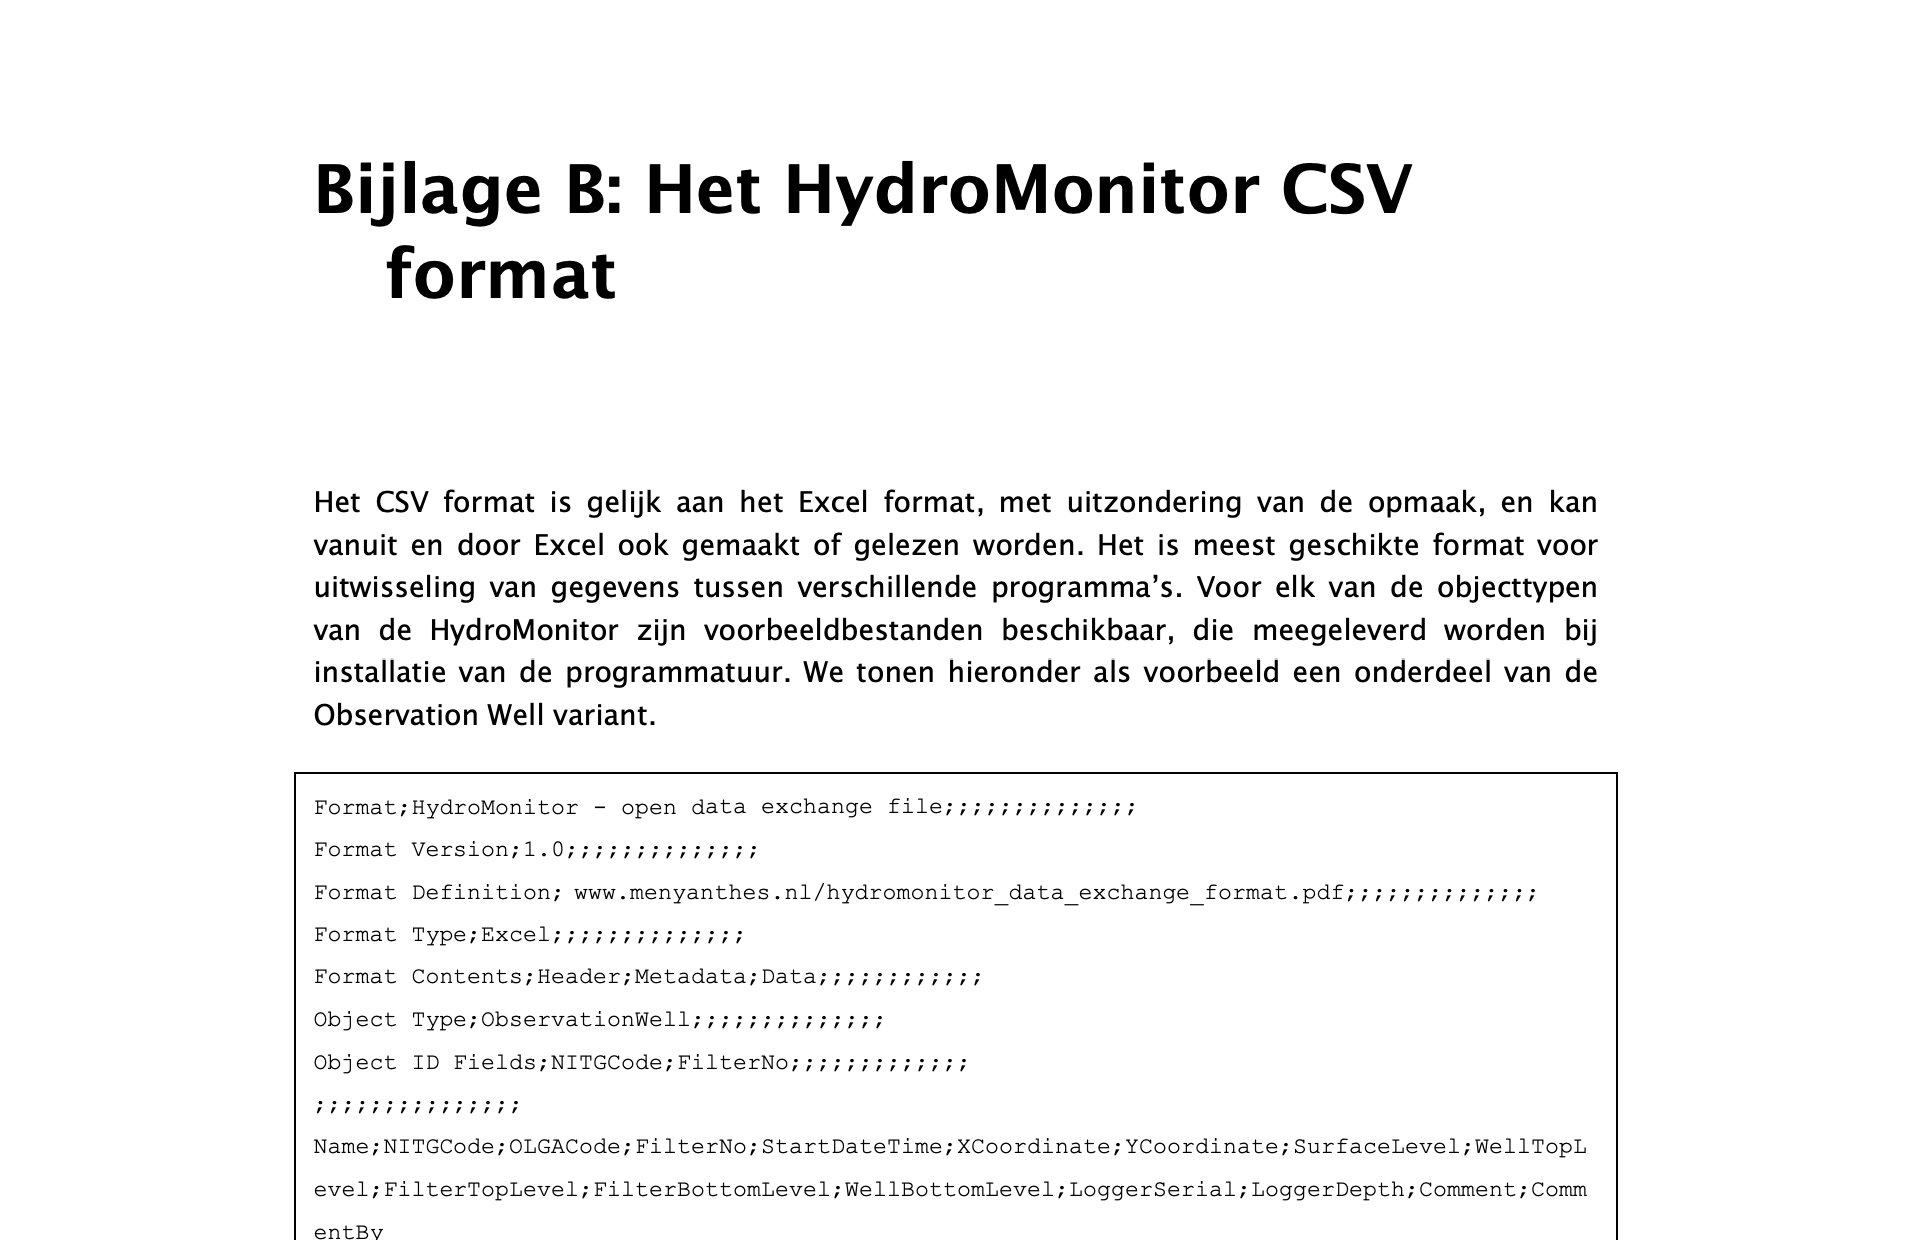 Bijlage B: Het HydroMonitor CSV
format
Het CSV format is gelijk aan het Excel format, met uitzondering van de opmaak, en kan
vanuit en door Excel ook gemaakt of gelezen worden. Het is meest geschikte format voor
uitwisseling van gegevens tussen verschillende programma’s. Voor elk van de objecttypen
van de HydroMonitor zijn voorbeeldbestanden beschikbaar, die meegeleverd worden bij
installatie van de programmatuur. We tonen hieronder als voorbeeld een onderdeel van de
Observation Well variant.
Format;HydroMonitor - open data exchange file;;;;;;;;;;;;;;
Format Version;1.0;;;;;;;;;;;;;;
Format Definition; www.menyanthes.nl/hydromonitor_data_exchange_format.pdf;;;;;;;;;;;;;;
Format Type;Excel;;;;;;;;;;;;;;
Format Contents;Header;Metadata;Data;;;;;;;;;;;;
Object Type;ObservationWell;;;;;;;;;;;;;;
Object ID Fields;NITGCode;FilterNo;;;;;;;;;;;;;
;;;;;;;;;;;;;;;
Name;NITGCode;OLGACode;FilterNo;StartDateTime;XCoordinate;YCoordinate;SurfaceLevel;WellTopL
evel;FilterTopLevel;FilterBottomLevel;WellBottomLevel;LoggerSerial;LoggerDepth;Comment;Comm
entBy